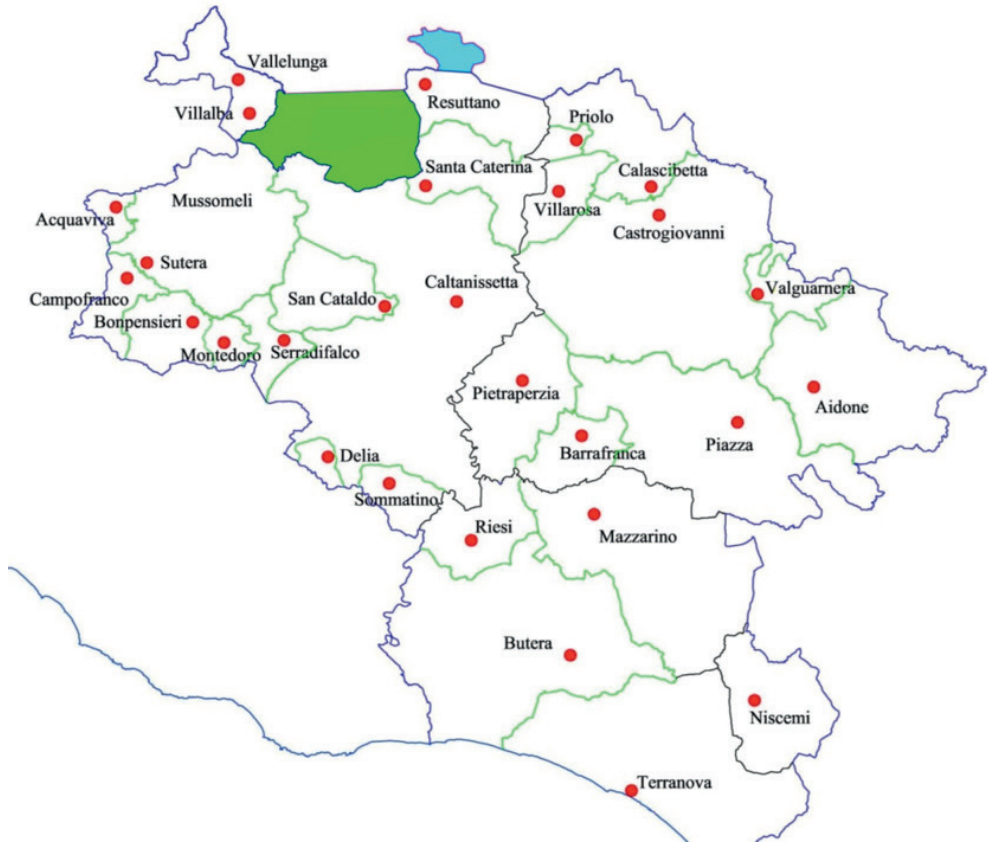 Vallelunga
Villalba
Resuttano
Priolo
Santa Caterina
Calascibetta
Mussomeli
Villarosa
Acquaviva
Castrogiovanni
Sutera
Campofranco
San Cataldo
Caltanissetta
Valguarnera
Bonpensieri
Montedoro
Serradifalco
Pietraperzia
Aidone
Piazza
Barrafranca
Delia
Sommatino
Riesi
Mazzarino
Butera
Niscemi
Terranova